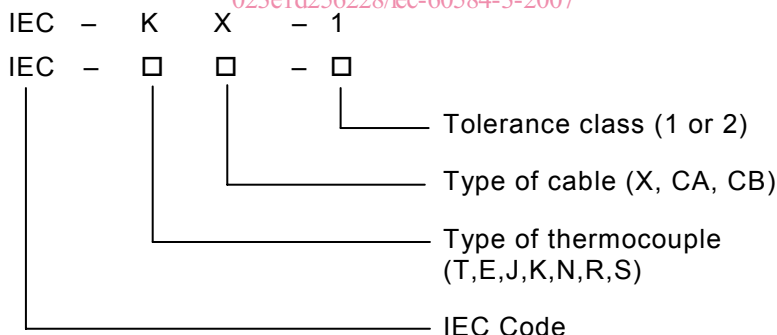 023e1d256228/iec-60584-3-2007
IEC – K X – 1
IEC – □ □ – □
Tolerance class (1 or 2)
Type of cable (X, CA, CB)
Type of thermocouple
(T,E,J,K,N,R,S)
IEC Code